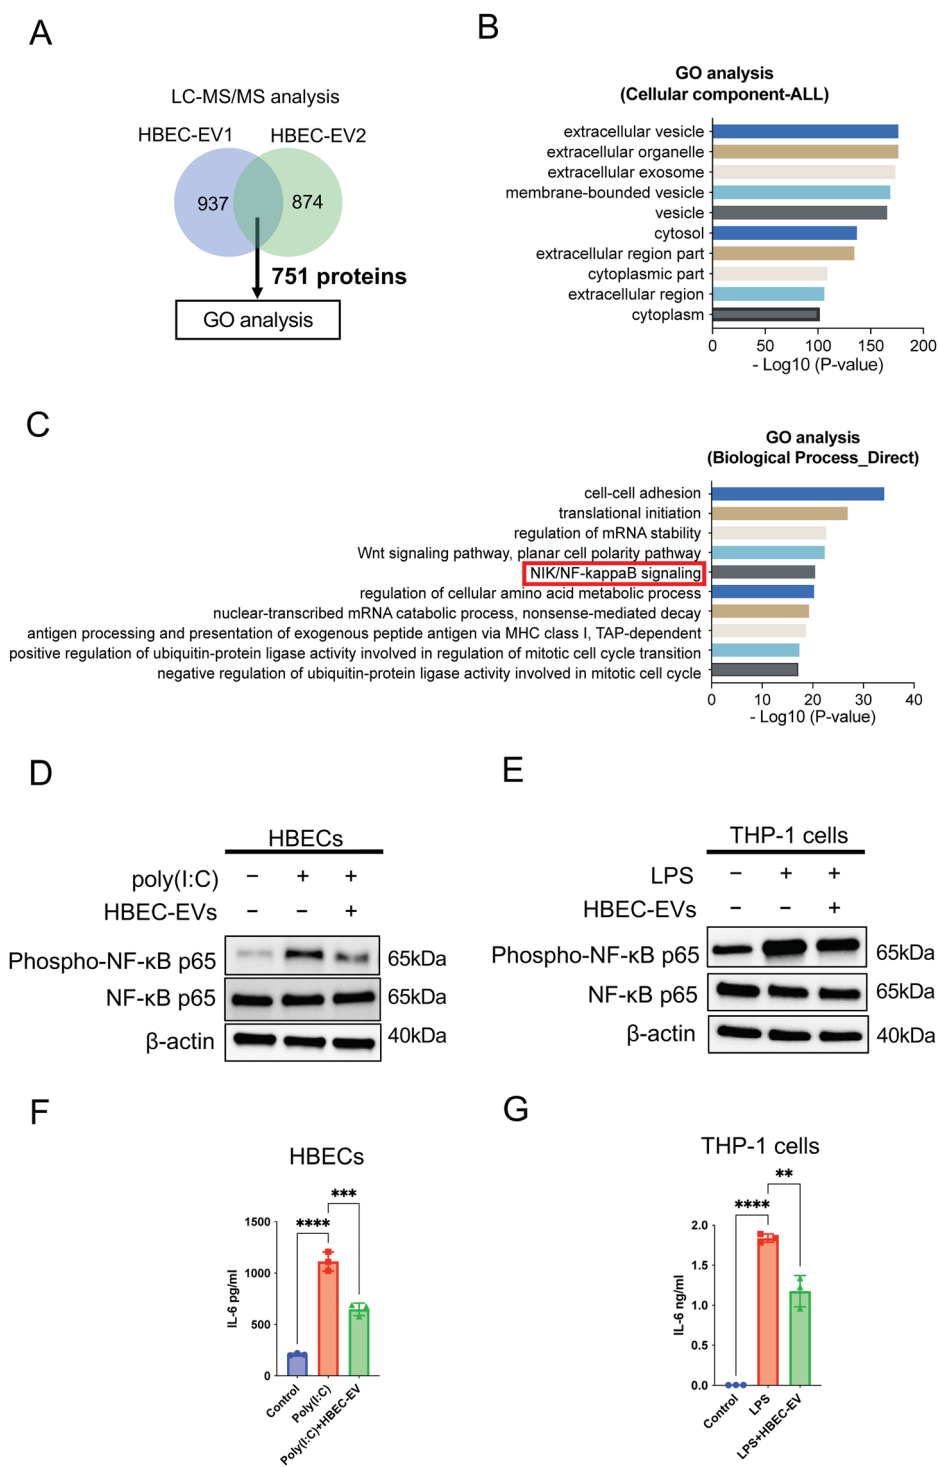 A
LC-MS/MS analysis
HBEC-EV1 HBEC-EV2
937 874
751 proteins
GO analysis
B
GO analysis
(Cellular component-ALL)
extracellular vesicle
extracellular organelle
extracellular exosome
membrane-bounded vesicle
vesicle
cytosol
extracellular region part
cytoplasmic part
extracellular region
cytoplasm
0 50 100 150 200
- Log10 (P-value)
C
GO analysis
(Biological Process_Direct)
cell-cell adhesion
translational initiation
regulation of mRNA stability
Wnt signaling pathway, planar cell polarity pathway
NIK/NF-kappaB signaling
regulation of cellular amino acid metabolic process
nuclear-transcribed mRNA catabolic process, nonsense-mediated decay
antigen processing and presentation of exogenous peptide antigen via MHC class I, TAP-dependent
positive regulation of ubiquitin-protein ligase activity involved in regulation of mitotic cell cycle transition
negative regulation of ubiquitin-protein ligase activity involved in mitotic cell cycle
0 10 20 30 40
- Log10 (P-value)
D
HBECs
poly(I:C) − + +
HBEC-EVs − − +
Phospho-NF-κB p65 65kDa
NF-κB p65 65kDa
β-actin 40kDa
E
THP-1 cells
LPS − + +
HBEC-EVs − − +
Phospho-NF-κB p65 65kDa
NF-κB p65 65kDa
β-actin 40kDa
F
HBECs
***
****
1500
1000
500
0
IL-6 pg/ml
Control
Poly(I:C)
Poly(I:C)+HBEC-EV
G
THP-1 cells
**
****
2.0
1.5
1.0
0.5
0.0
IL-6 ng/ml
Control
LPS
LPS+HBEC-EV